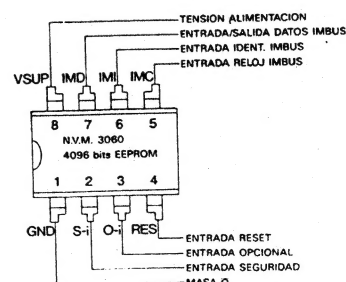 TENSION ALIMENTACION
ENTRADA/SALIDA DATOS IMBUS
ENTRADA IDENT. IMBUS
ENTRADA RELOJ IMBUS
VSUP IMD IMI IMC
8 7 6 5
N.V.M. 3060
4096 bits EEPROM
1 2 3 4
GND S-i O-i RES
ENTRADA RESET
ENTRADA OPCIONAL
ENTRADA SEGURIDAD
MASA O